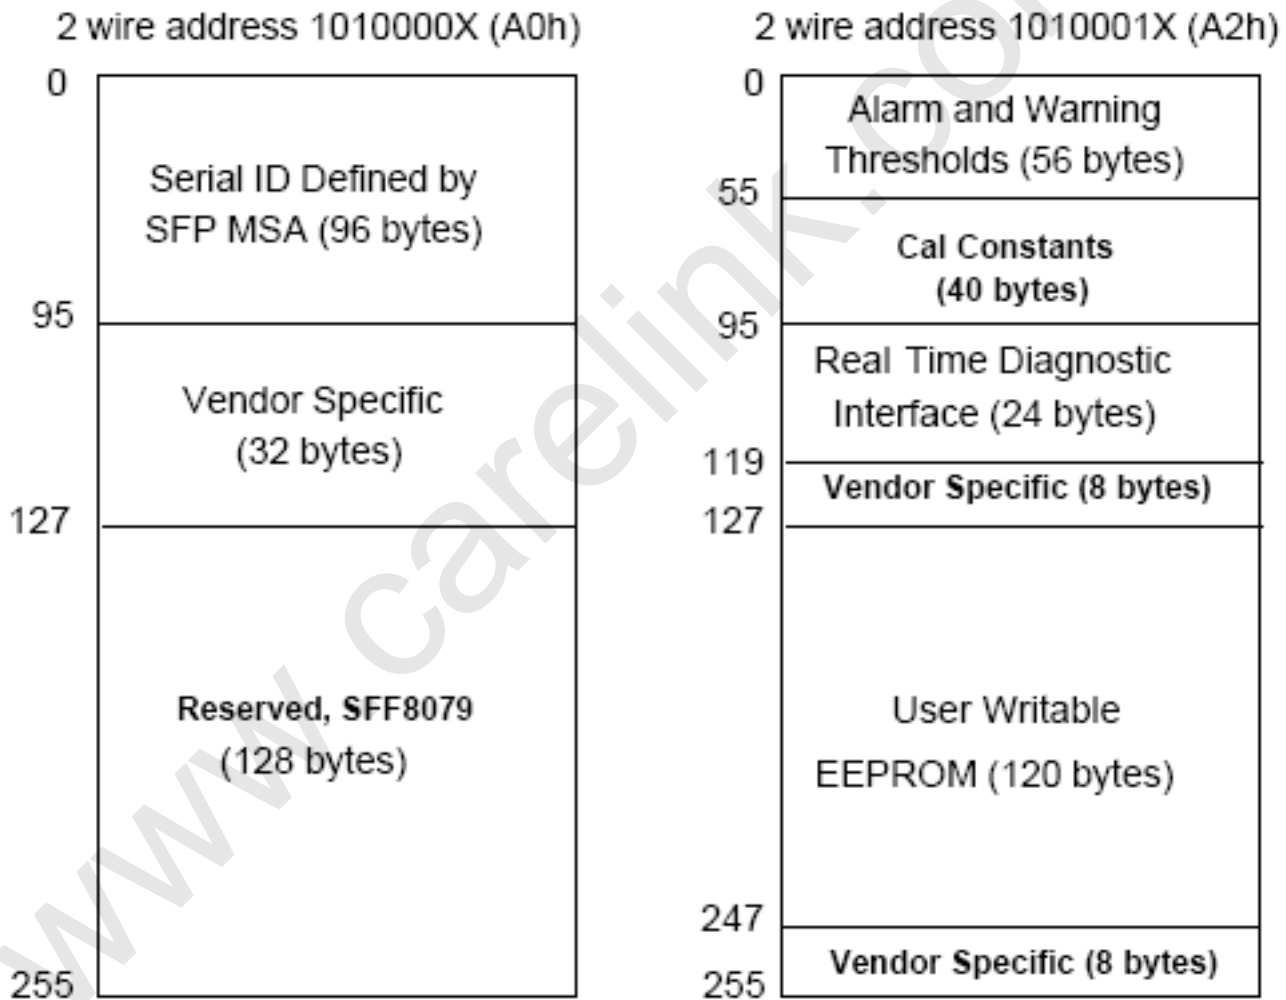 2 wire address 1010000X (A0h)
0
Serial ID Defined by
SFP MSA (96 bytes)
95
Vendor Specific
(32 bytes)
127
Reserved, SFF8079
(128 bytes)
255
2 wire address 1010001X (A2h)
0
Alarm and Warning
Thresholds (56 bytes)
55
Cal Constants
(40 bytes)
95
Real Time Diagnostic
Interface (24 bytes)
119
Vendor Specific (8 bytes)
127
User Writable
EEPROM (120 bytes)
247
Vendor Specific (8 bytes)
255
www.carelink.co